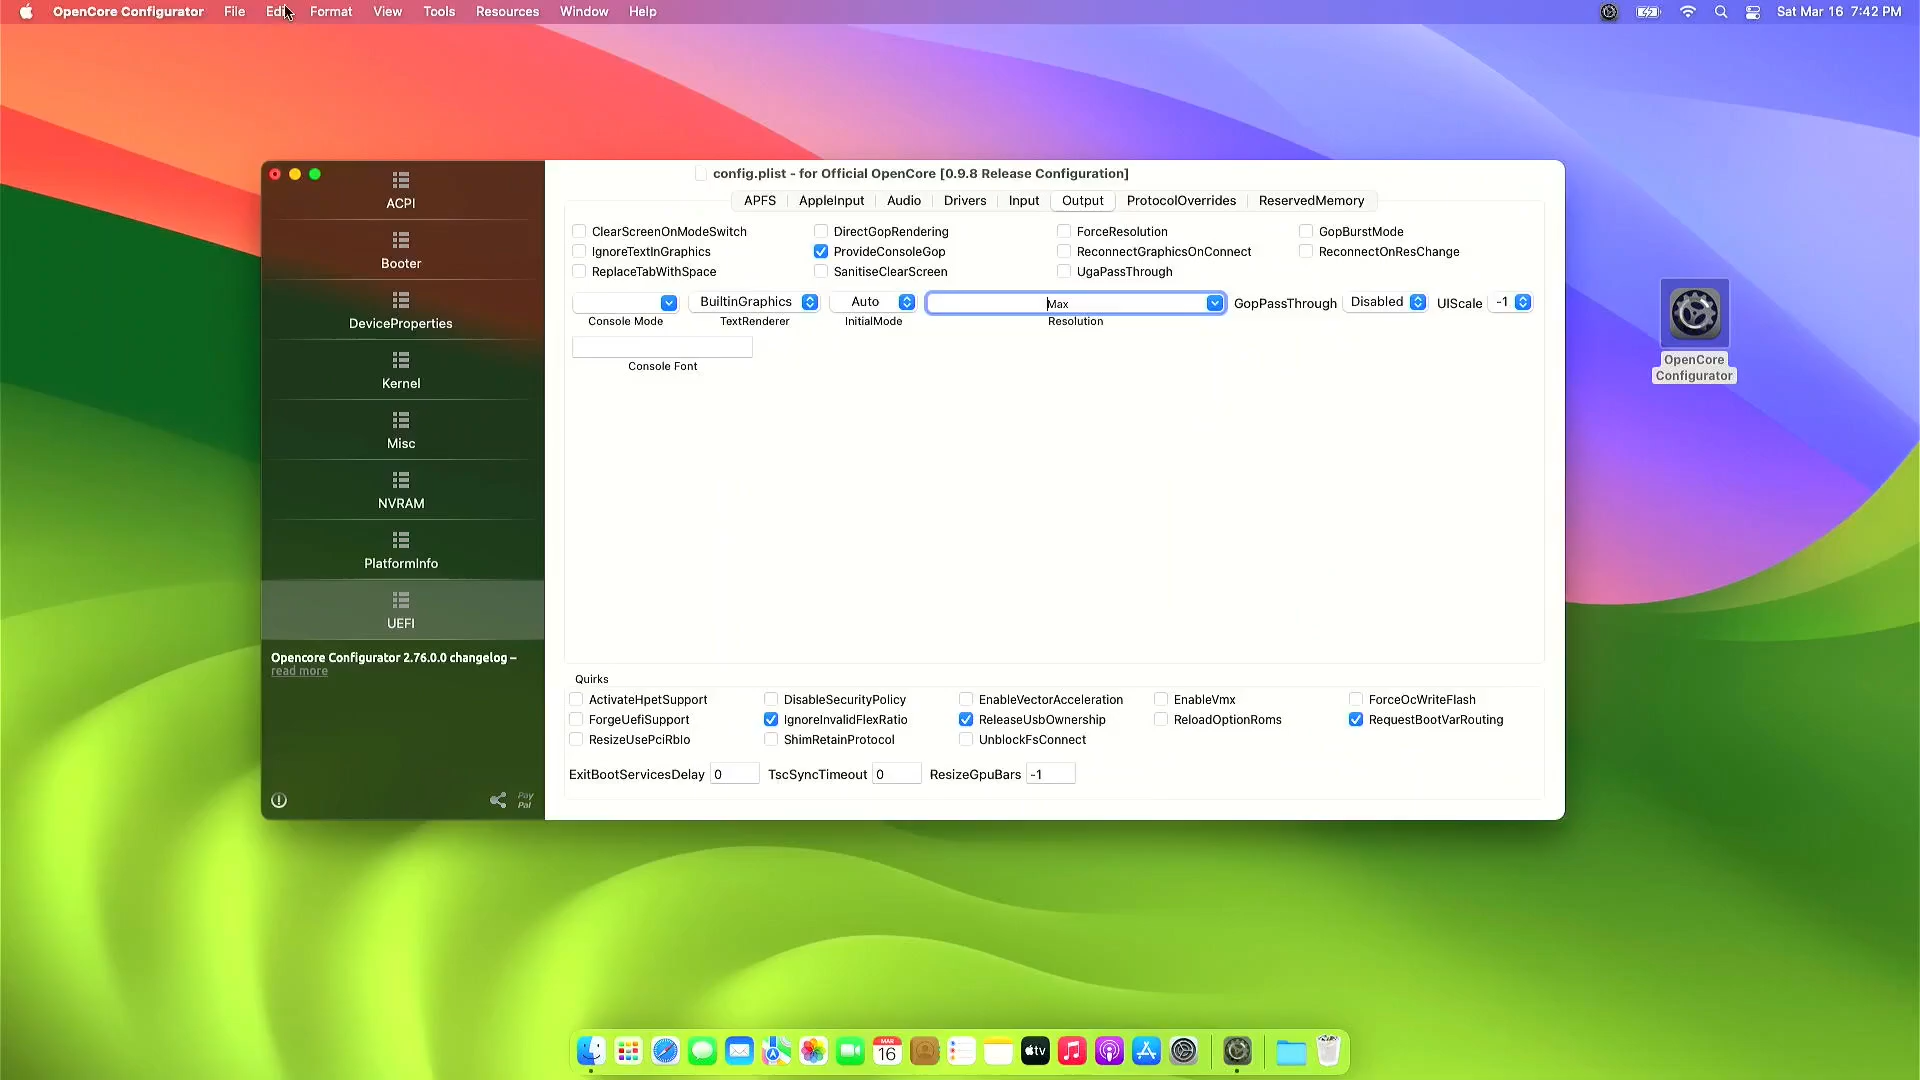 OpenCore Configurator File Edit Format View Tools Resources Window Help Sat Mar 16 7:42 PM
config.plist - for Official OpenCore [0.9.8 Release Configuration]
ACPI
Booter
DeviceProperties
Kernel
Misc
NVRAM
PlatformInfo
UEFI
Opencore Configurator 2.76.0.0 changelog –
read more
Pay
Pal
APFS AppleInput Audio Drivers Input Output ProtocolOverrides ReservedMemory
ClearScreenOnModeSwitch DirectGopRendering ForceResolution GopBurstMode
IgnoreTextInGraphics ProvideConsoleGop ReconnectGraphicsOnConnect ReconnectOnResChange
ReplaceTabWithSpace SanitiseClearScreen UgaPassThrough
BuiltinGraphics Auto Max GopPassThrough Disabled UIScale -1
Console Mode TextRenderer InitialMode Resolution
Console Font
Quirks
ActivateHpetSupport DisableSecurityPolicy EnableVectorAcceleration EnableVmx ForceOcWriteFlash
ForgeUefiSupport IgnoreInvalidFlexRatio ReleaseUsbOwnership ReloadOptionRoms RequestBootVarRouting
ResizeUsePciRbIo ShimRetainProtocol UnblockFsConnect
ExitBootServicesDelay 0 TscSyncTimeout 0 ResizeGpuBars -1
OpenCore
Configurator
MAR
16
tv